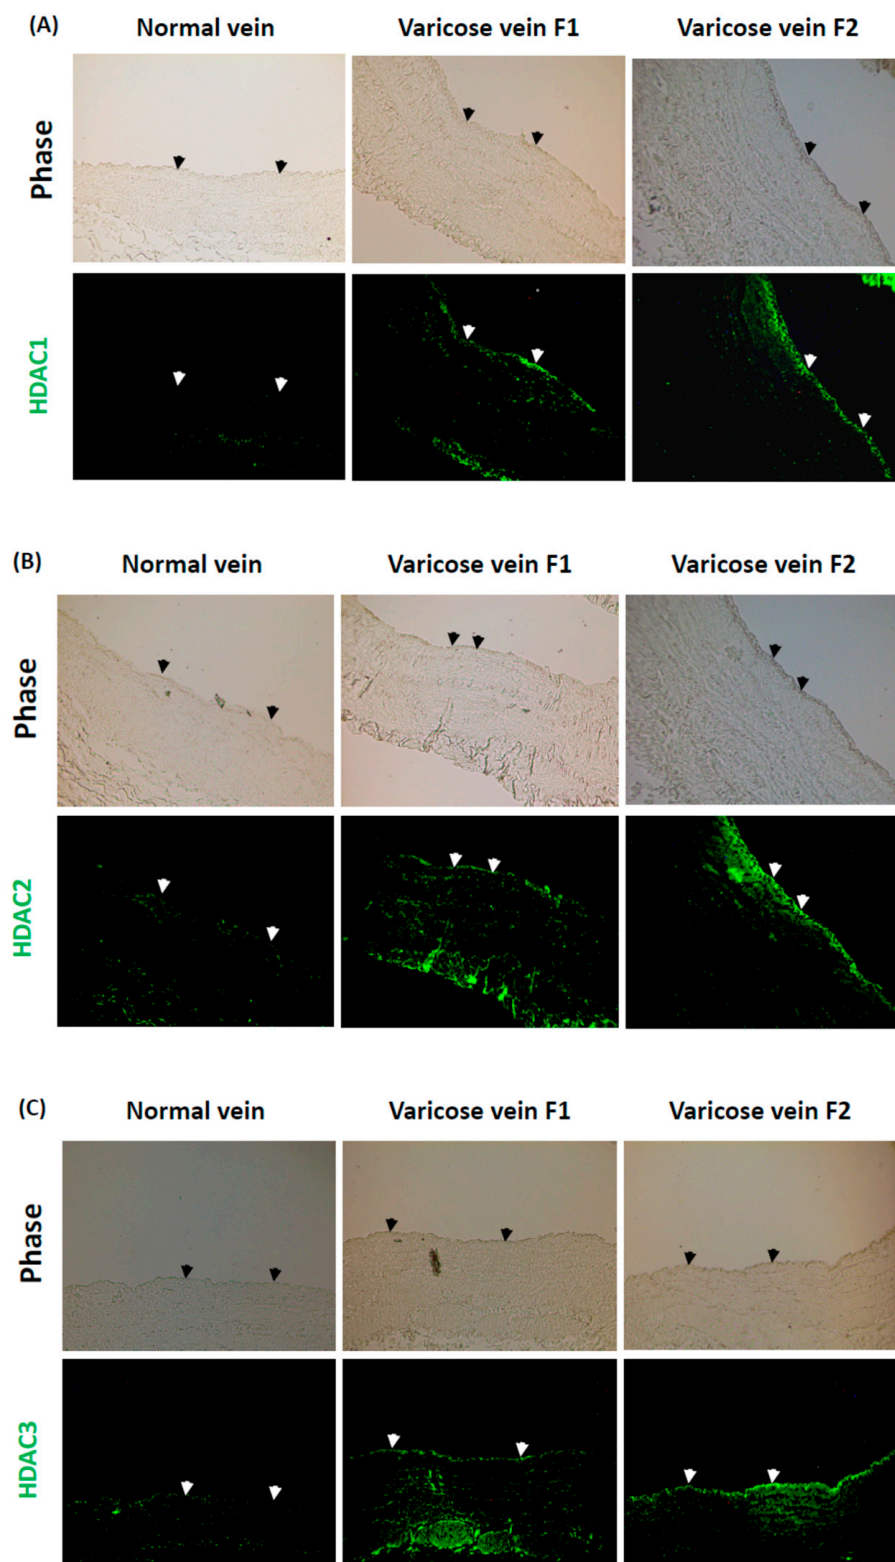 (A)
Normal vein Varicose vein F1 Varicose vein F2
Phase
HDAC1
(B)
Normal vein Varicose vein F1 Varicose vein F2
Phase
HDAC2
(C)
Normal vein Varicose vein F1 Varicose vein F2
Phase
HDAC3